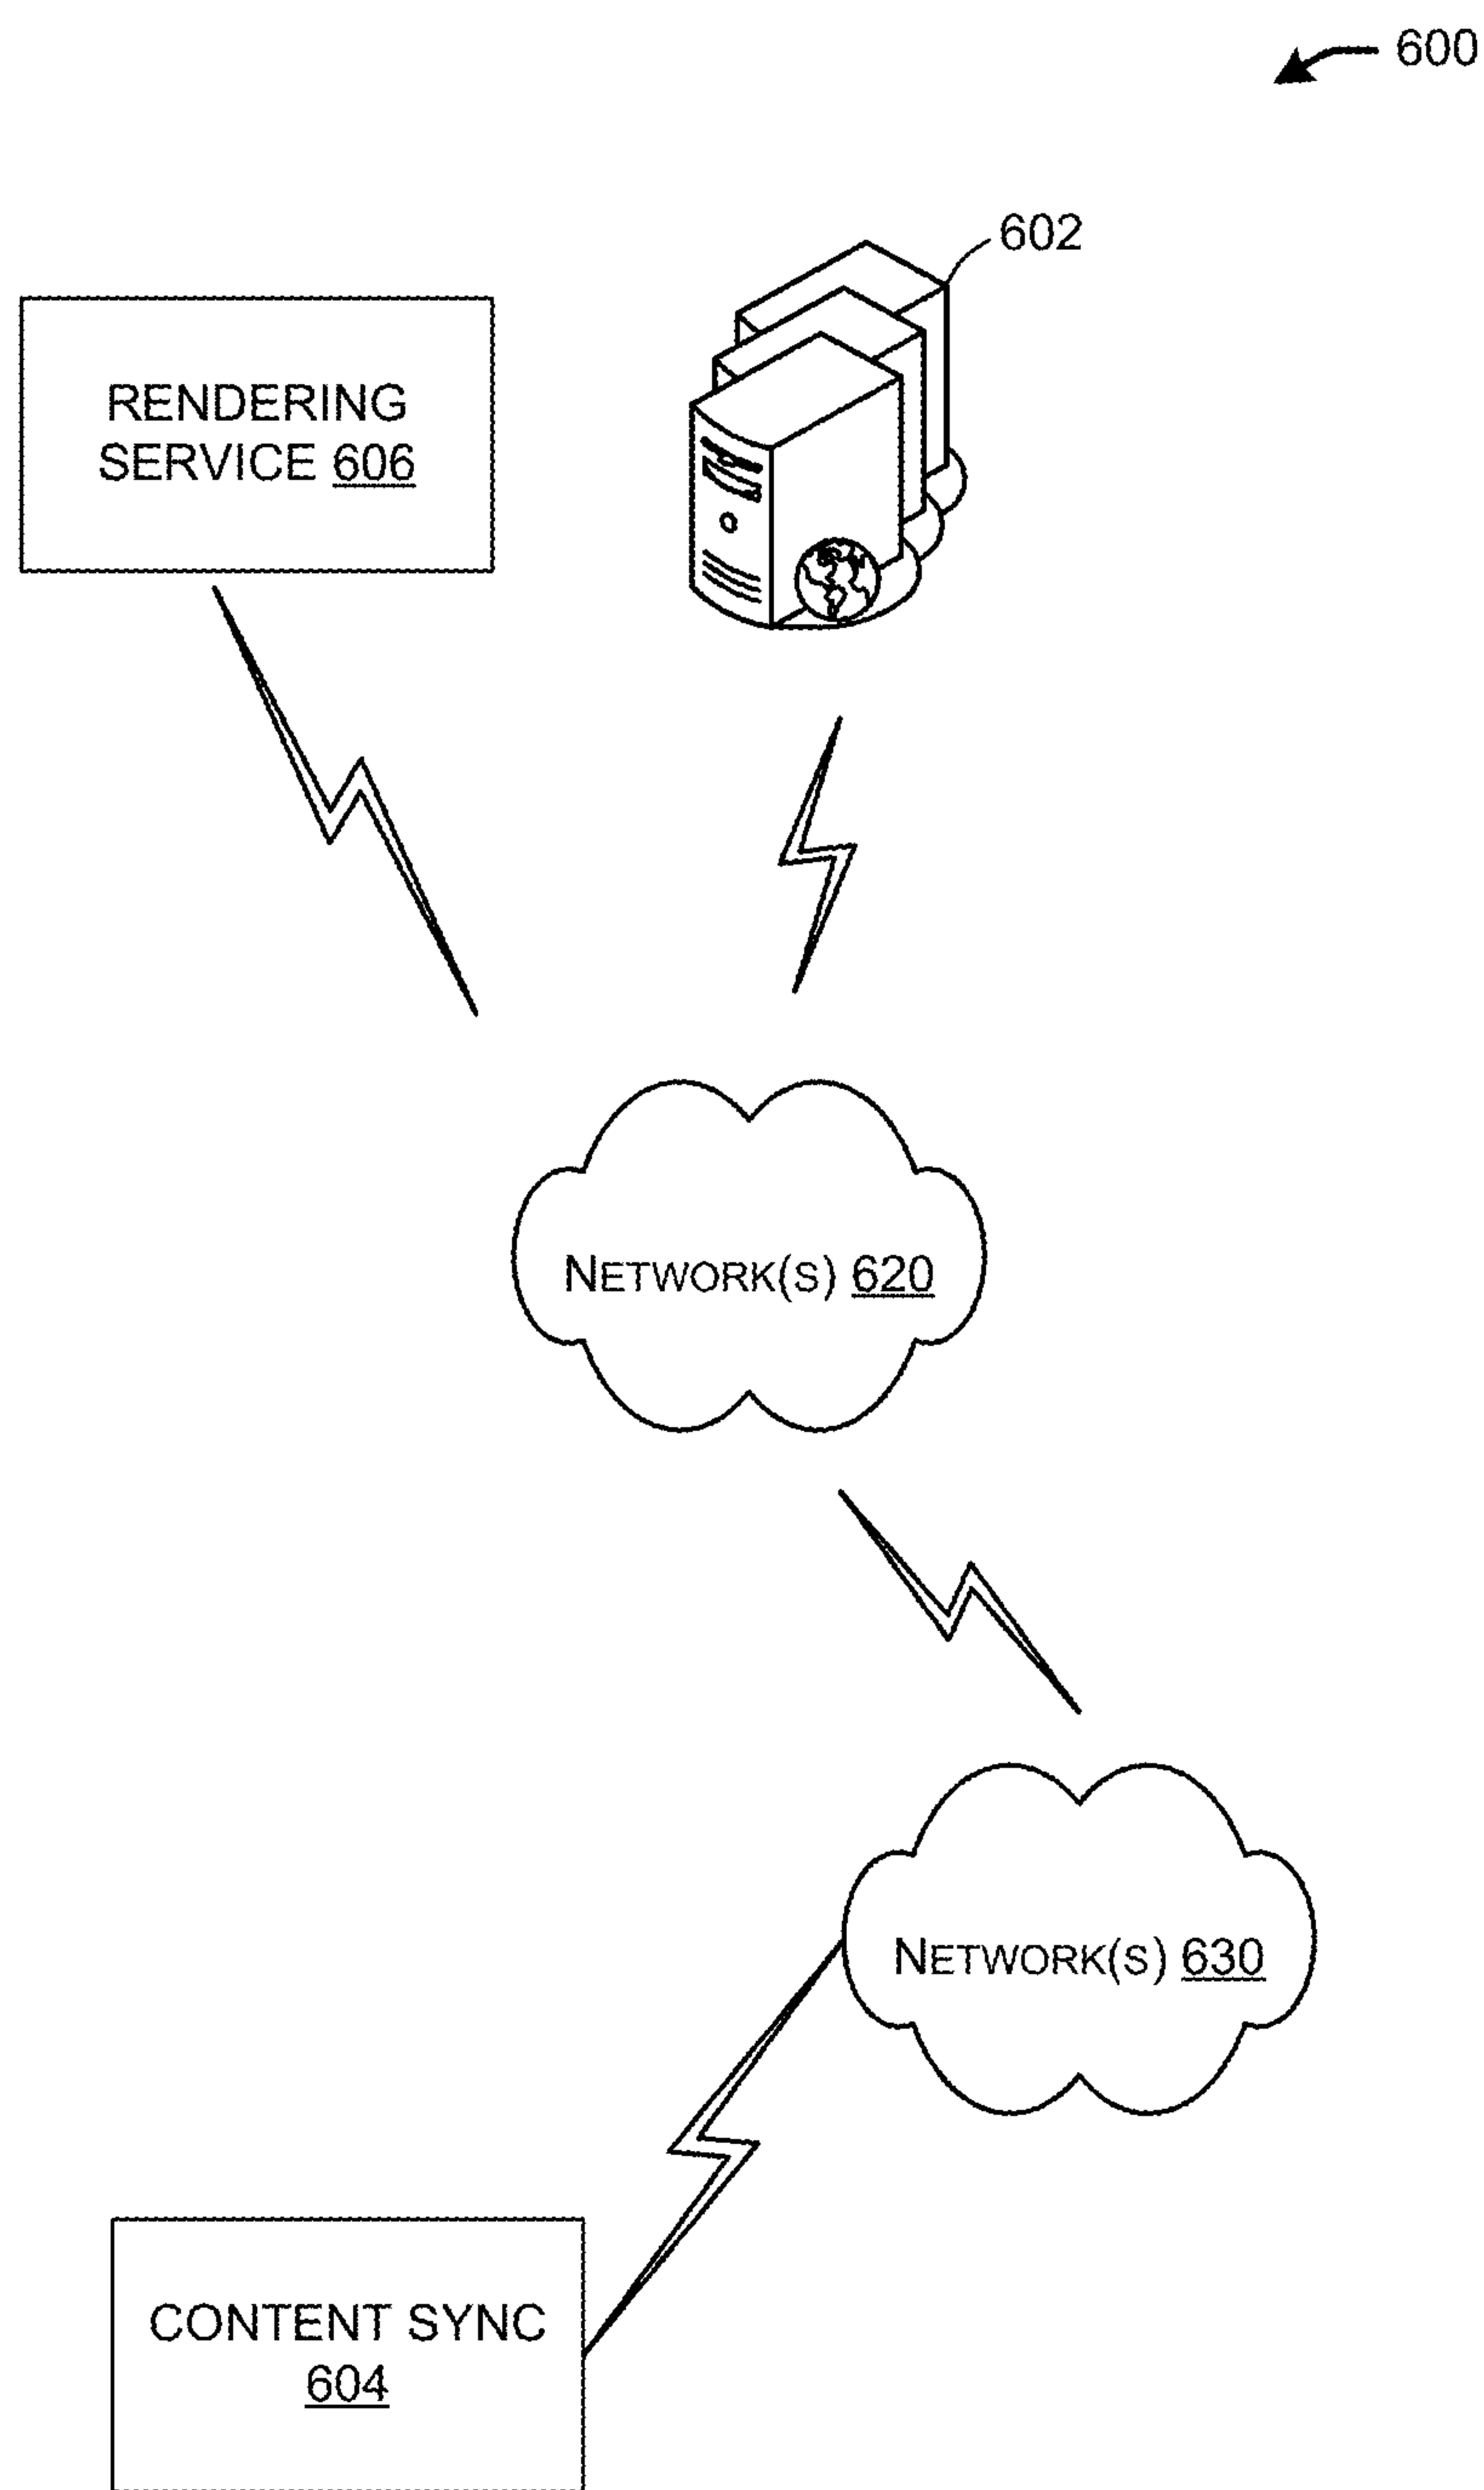 600
602
RENDERING
SERVICE 606
NETWORK(S) 620
NETWORK(S) 630
CONTENT SYNC
604